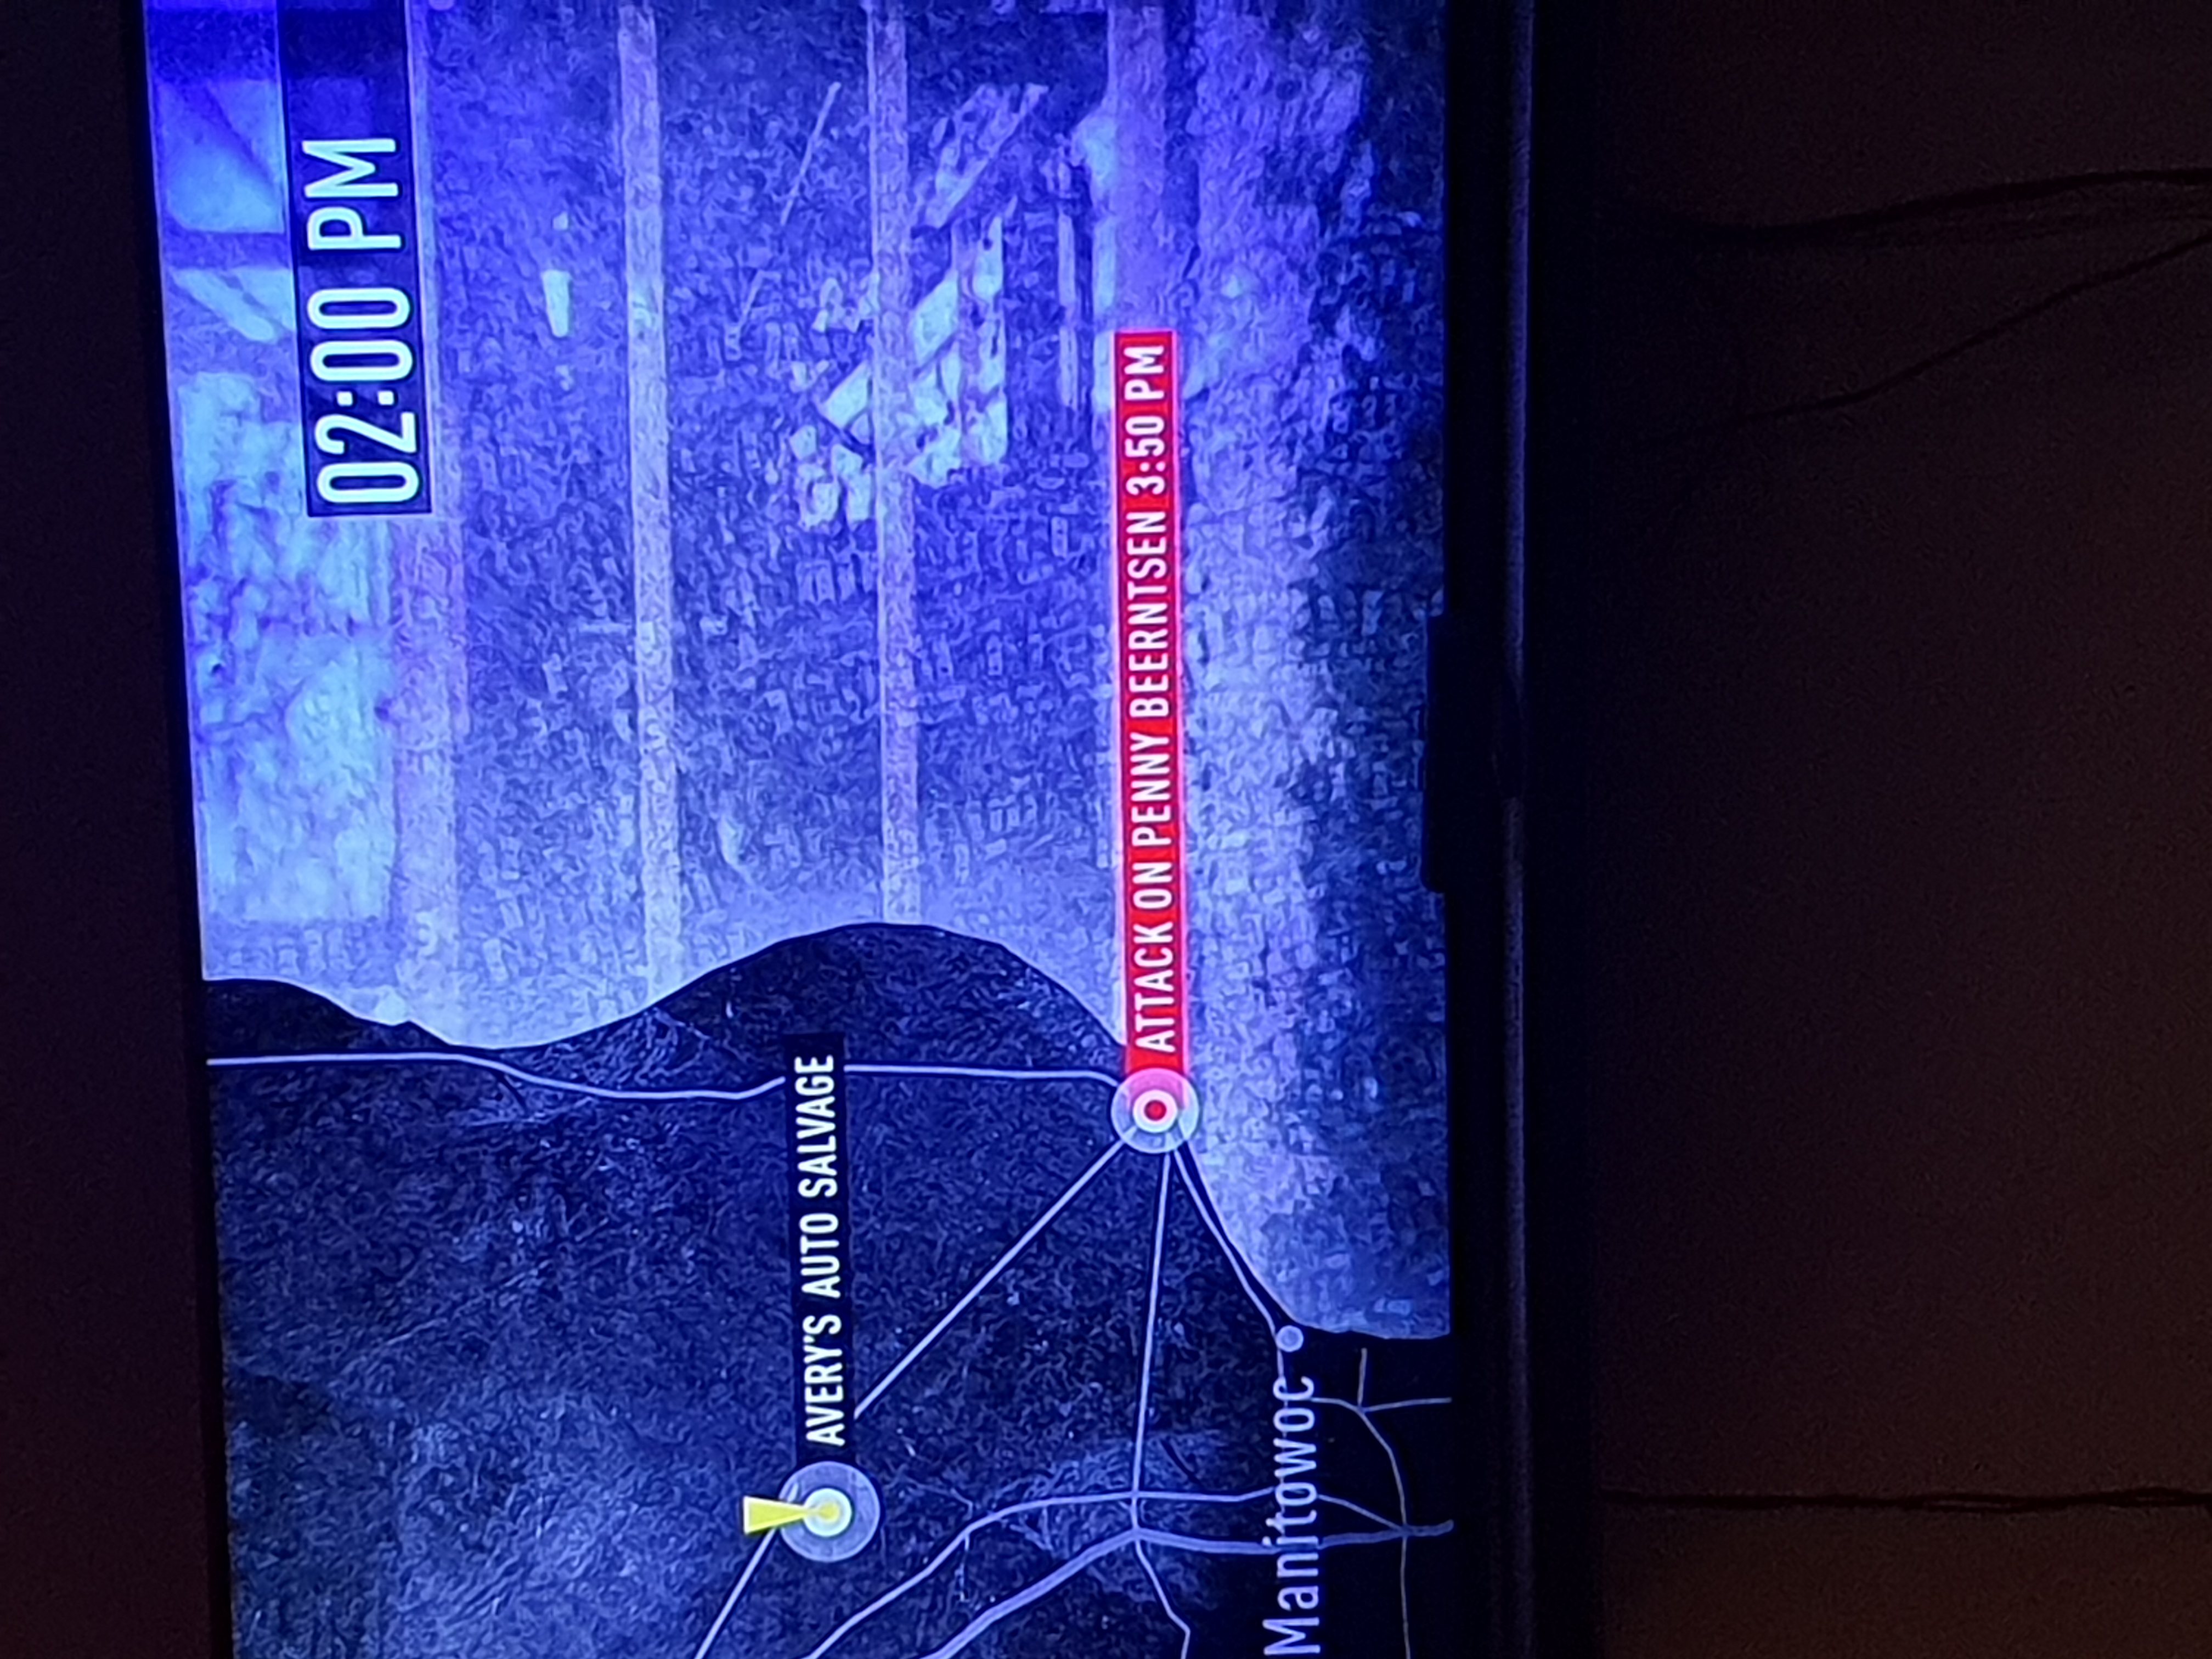 02:00 PM
AVERY'S AUTO SALVAGE
ATTACK ON PENNY BEERNTSEN 3:50 PM
Manitowoc